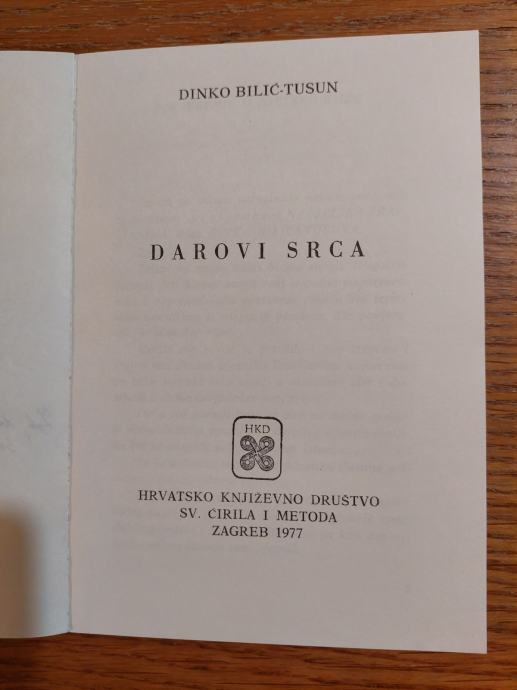 DINKO BILIĆ-TUSUN
DAROVI SRCA
HKD
HRVATSKO KNJIŽEVNO DRUŠTVO
SV. ĆIRILA I METODA
ZAGREB 1977